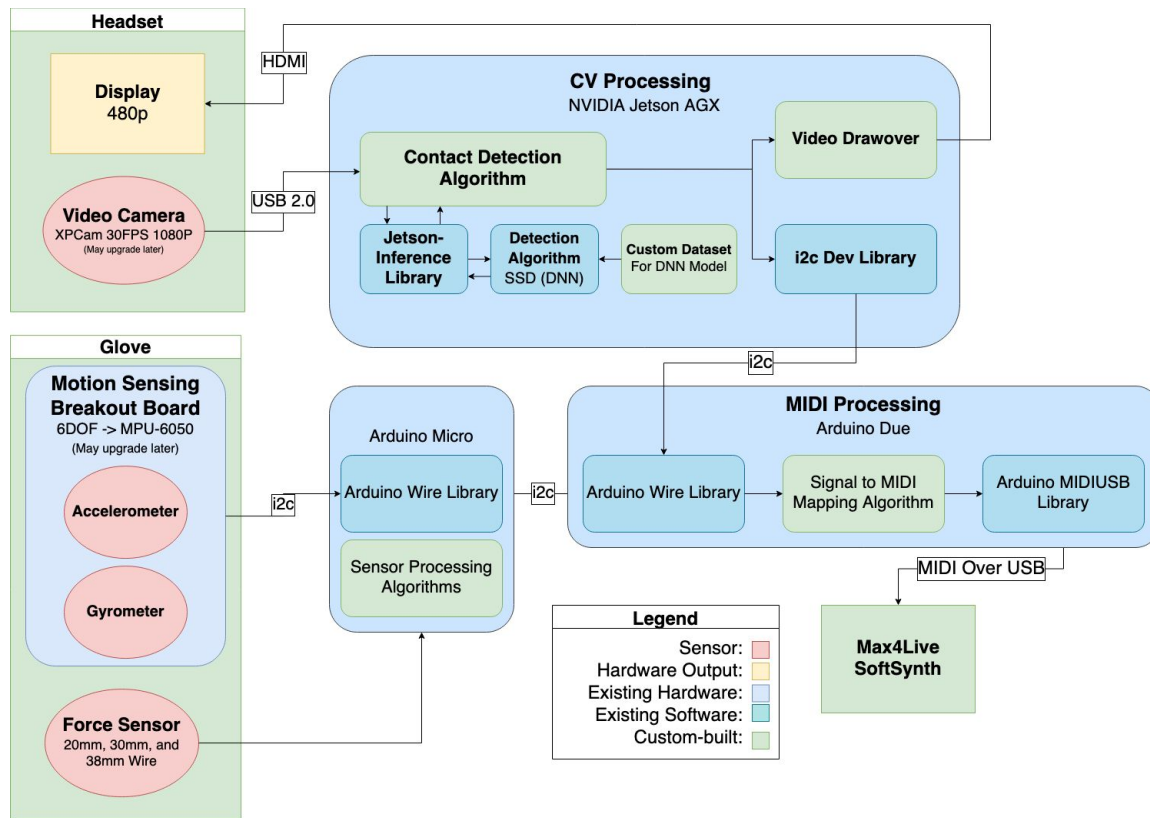 Headset
Display
480p
Video Camera
XPCam 30FPS 1080P
(May upgrade later)
HDMI
USB 2.0
CV Processing
NVIDIA Jetson AGX
Contact Detection
Algorithm
Video Drawover
Jetson-
Inference
Library
Detection
Algorithm
SSD (DNN)
Custom Dataset
For DNN Model
i2c Dev Library
i2c
Glove
Motion Sensing
Breakout Board
6DOF -> MPU-6050
(May upgrade later)
Accelerometer
Gyrometer
Force Sensor
20mm, 30mm, and
38mm Wire
i2c
Arduino Micro
Arduino Wire Library
Sensor Processing
Algorithms
i2c
MIDI Processing
Arduino Due
Arduino Wire Library
Signal to MIDI
Mapping Algorithm
Arduino MIDIUSB
Library
MIDI Over USB
Max4Live
SoftSynth
Legend
Sensor:
Hardware Output:
Existing Hardware:
Existing Software:
Custom-built: